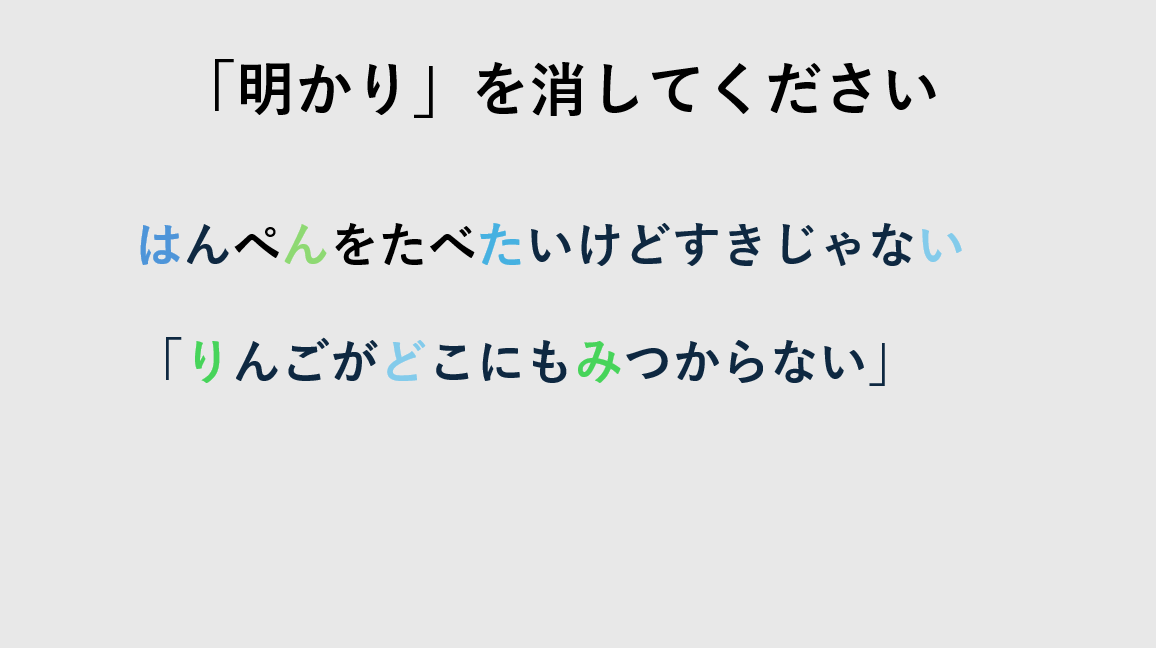 「明かり」を消してください
はんぺんをたべたいけどすきじゃない
「りんごがどこにもみつからない」